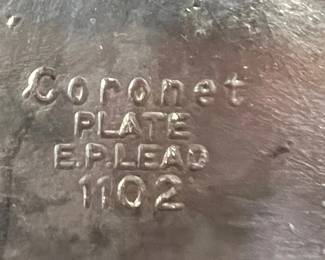 Coronet
PLATE
E.P.LEAD
1102